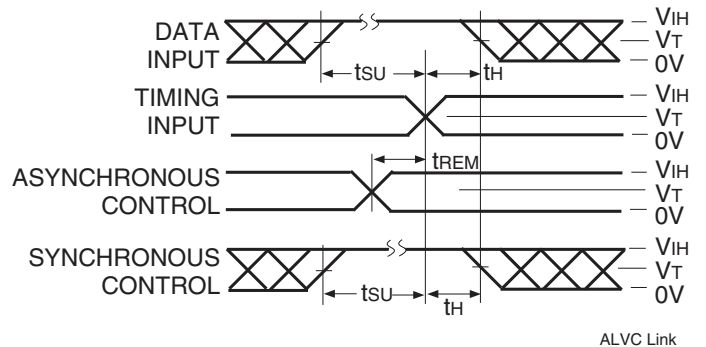 DATA
INPUT
tSU
tH
VIH
VT
0V
TIMING
INPUT
VIH
VT
0V
tREM
ASYNCHRONOUS
CONTROL
VIH
VT
0V
SYNCHRONOUS
CONTROL
tSU
tH
VIH
VT
0V
ALVC Link